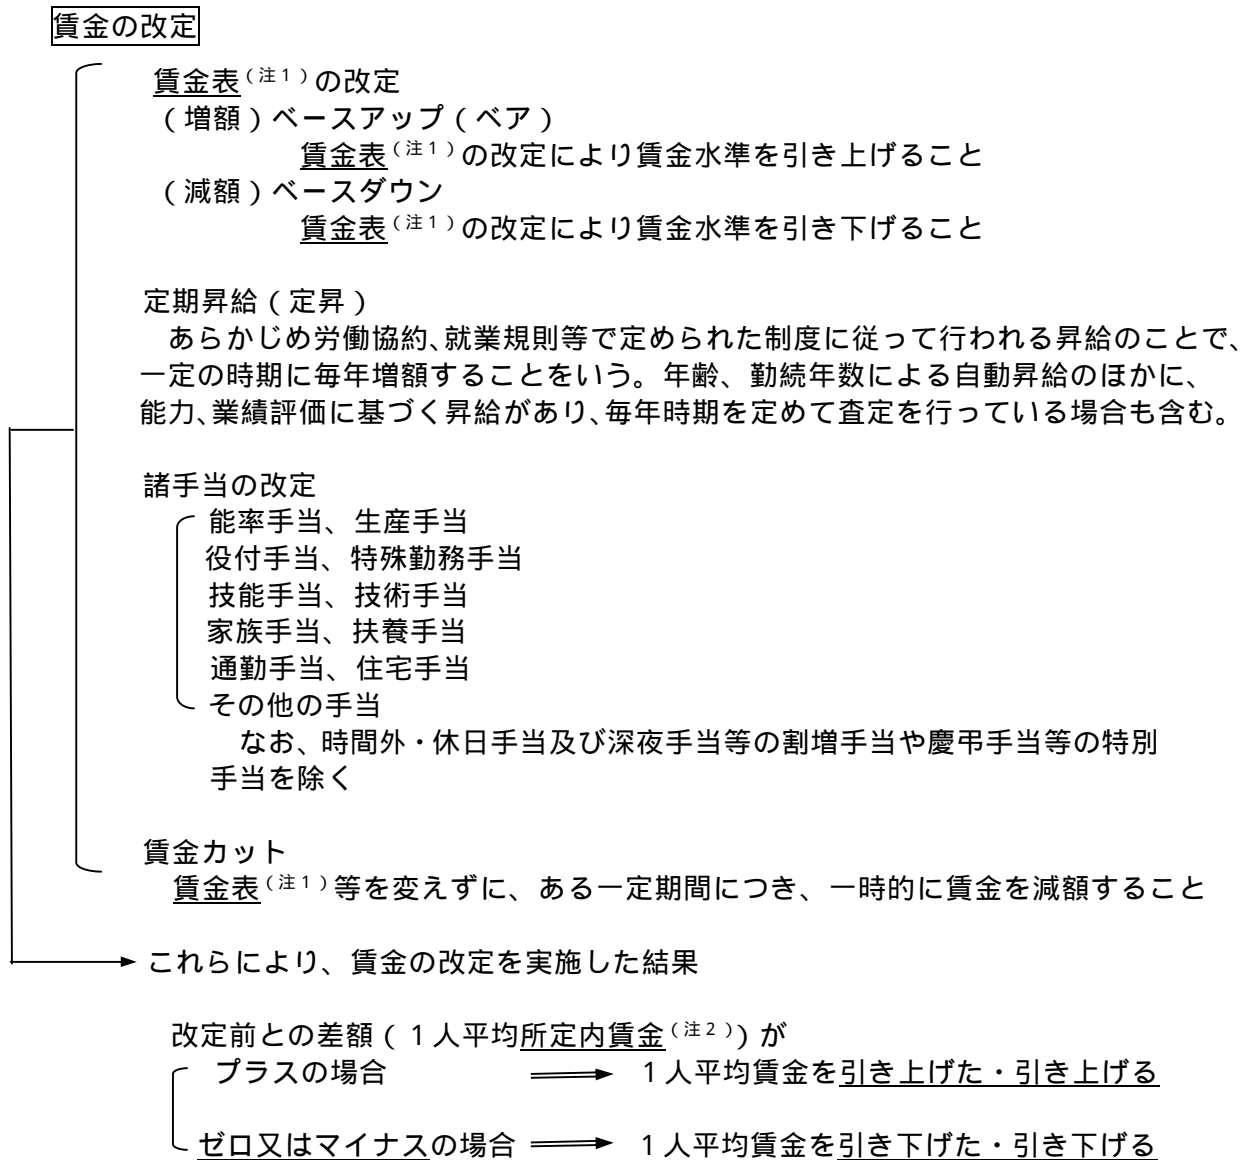 賃金の改定
賃金表(注1)の改定
(増額)ベースアップ(ベア)
賃金表(注1)の改定により賃金水準を引き上げること
(減額)ベースダウン
賃金表(注1)の改定により賃金水準を引き下げること
定期昇給(定昇)
あらかじめ労働協約、就業規則等で定められた制度に従って行われる昇給のことで、
一定の時期に毎年増額することをいう。年齢、勤続年数による自動昇給のほかに、
能力、業績評価に基づく昇給があり、毎年時期を定めて査定を行っている場合も含む。
諸手当の改定
能率手当、生産手当
役付手当、特殊勤務手当
技能手当、技術手当
家族手当、扶養手当
通勤手当、住宅手当
その他の手当
なお、時間外・休日手当及び深夜手当等の割増手当や慶弔手当等の特別
手当を除く
賃金カット
賃金表(注1)等を変えずに、ある一定期間につき、一時的に賃金を減額すること
これらにより、賃金の改定を実施した結果
改定前との差額(1人平均所定内賃金(注2))が
プラスの場合 1人平均賃金を引き上げた・引き上げる
ゼロ又はマイナスの場合 1人平均賃金を引き下げた・引き下げる